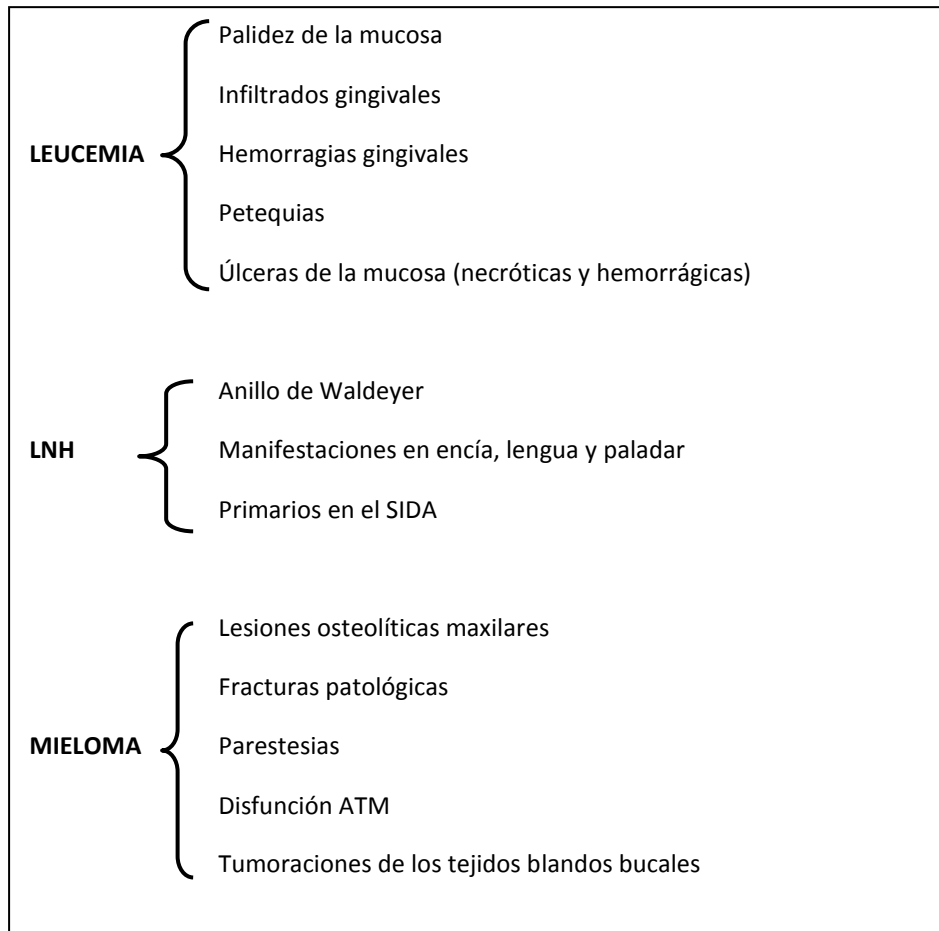 Palidez de la mucosa
Infiltrados gingivales
LEUCEMIA Hemorragias gingivales
Petequias
Úlceras de la mucosa (necróticas y hemorrágicas)
Anillo de Waldeyer
LNH Manifestaciones en encía, lengua y paladar
Primarios en el SIDA
Lesiones osteolíticas maxilares
Fracturas patológicas
MIELOMA Parestesias
Disfunción ATM
Tumoraciones de los tejidos blandos bucales